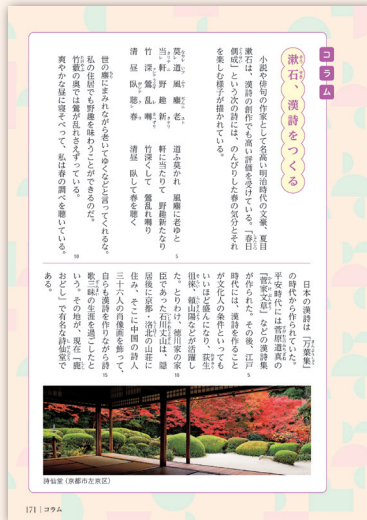 コラム
漱石、漢詩をつくる
小説や俳句の作家として名高い明治時代の文豪、夏目
漱石は、漢詩の創作でも高い評価を受けている。「春日
偶成」という次の詩には、のんびりした春の気分とそれ
を楽しむ様子が描かれている。
莫道風塵老　道ふ莫かれ　風塵に老ゆと
当軒野趣新　軒に当たりて　野趣新たなり
竹深鶯乱囀　竹深くして　鶯乱れ囀り
清昼臥聴春　清昼　臥して春を聴く
世の塵にまみれながら老いてゆくなどと言ってくれるな。
私の住居でも野趣を味わうことができるのだ。
竹藪の奥では鶯が乱れさえずっている。
爽やかな昼に寝そべって、私は春の調べを聴いている。
日本の漢詩は『万葉集』
の時代から作られていた。
平安時代には菅原道真の
『菅家文草』などの漢詩集
が作られた。その後、江戸
時代には、漢詩を作ること
が文化人の条件といっても
いいほど盛んになり、荻生
徂徠、頼山陽などが活躍し
た。とりわけ、徳川家の家
臣であった石川丈山は、隠
居後に京都・洛北の山荘に
住み、そこに中国の詩人
三十六人の肖像画を飾って、
自らも漢詩を作りながら詩
歌三昧の生涯を過ごしたと
いう。その地が、現在「鹿
おどし」で有名な詩仙堂で
ある。
詩仙堂（京都市左京区）
171 コラム